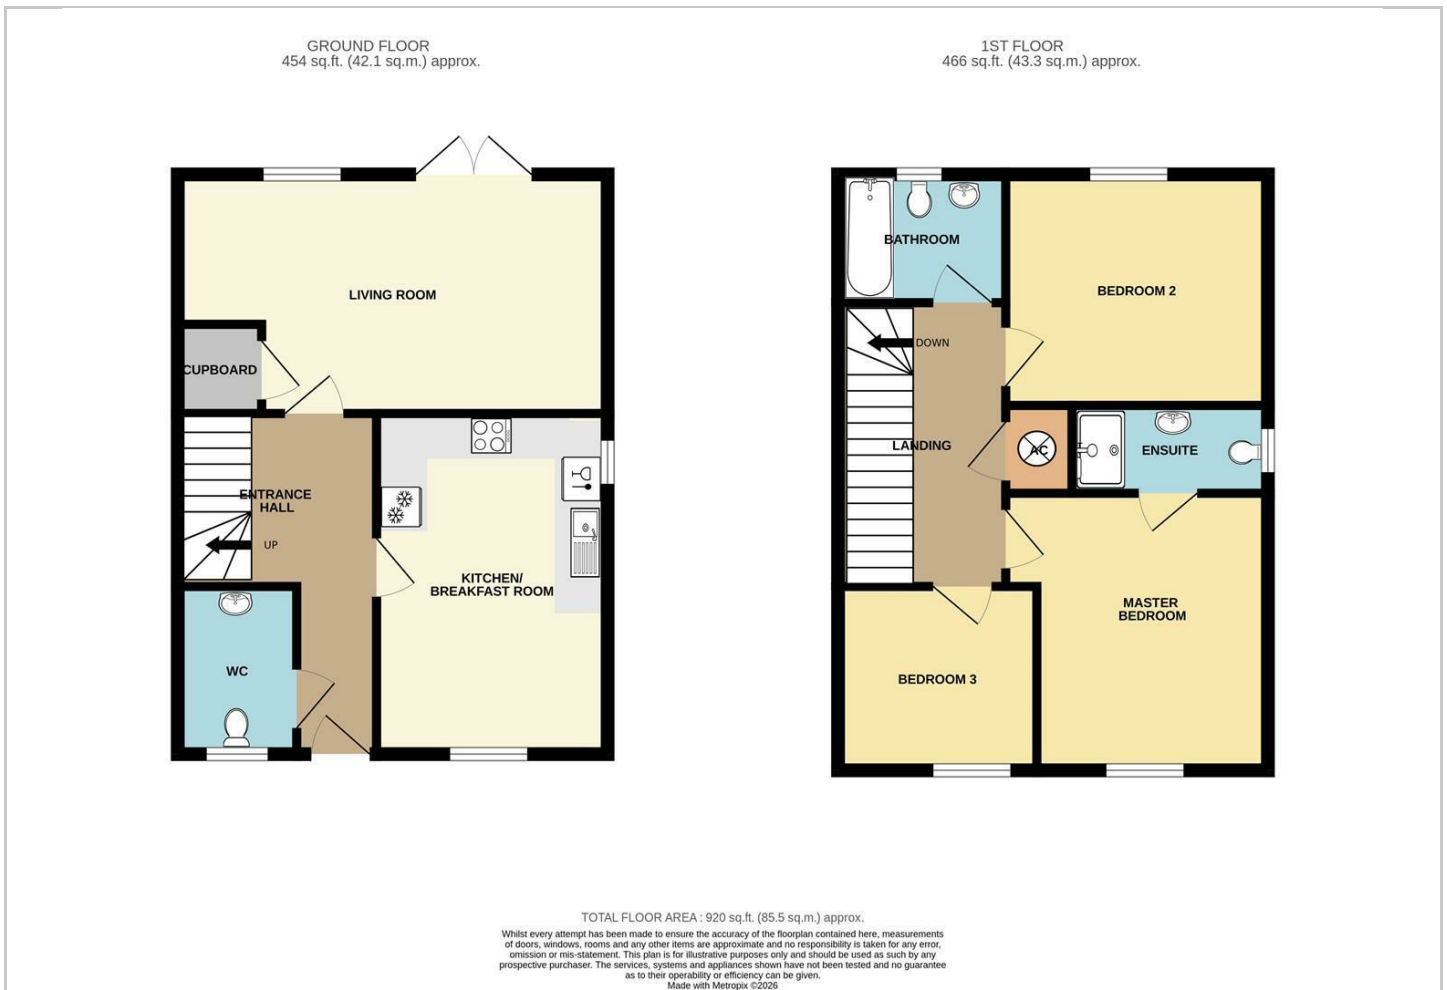 GROUND FLOOR
454 sq.ft. (42.1 sq.m.) approx.
LIVING ROOM
CUPBOARD
ENTRANCE
HALL
UP
KITCHEN/
BREAKFAST ROOM
WC
1ST FLOOR
466 sq.ft. (43.3 sq.m.) approx.
BATHROOM
BEDROOM 2
DOWN
LANDING
AC
ENSUITE
MASTER
BEDROOM
BEDROOM 3
TOTAL FLOOR AREA : 920 sq.ft. (85.5 sq.m.) approx.
Whilst every attempt has been made to ensure the accuracy of the floorplan contained here, measurements
of doors, windows, rooms and any other items are approximate and no responsibility is taken for any error,
omission or mis-statement. This plan is for illustrative purposes only and should be used as such by any
prospective purchaser. The services, systems and appliances shown have not been tested and no guarantee
as to their operability or efficiency can be given.
Made with Metropix ©2026